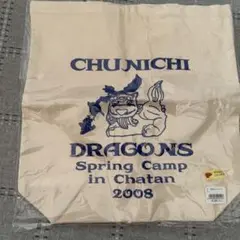 CHUNICHI
DRAGONS
Spring Camp
in Chatan
2008